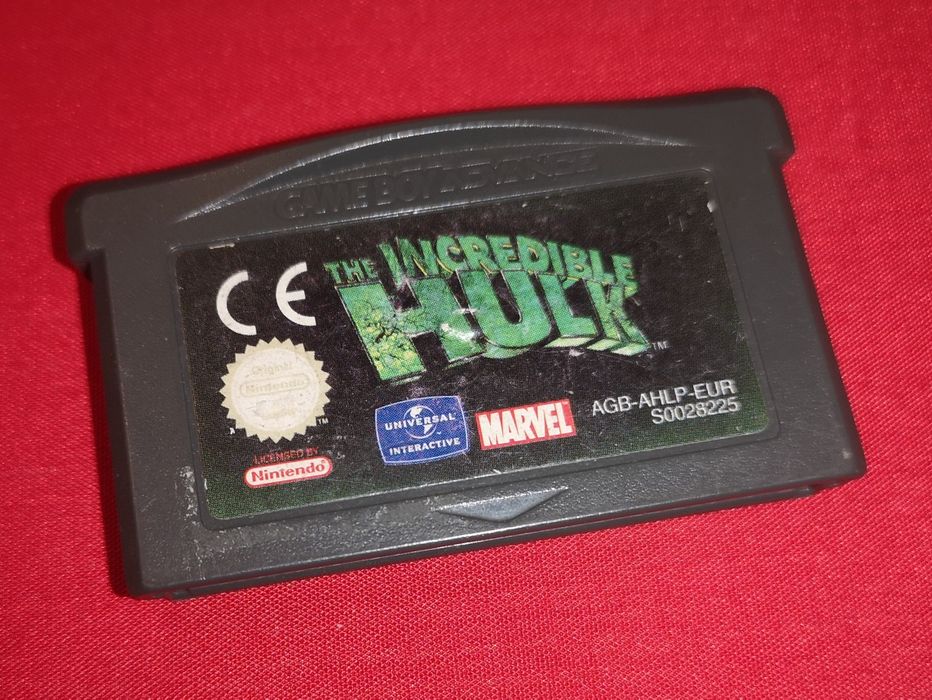 GAME BOY ADVANCE
CE
THE INCREDIBLE
HULK
TM
Original
Nintendo
TM
LICENSED BY
Nintendo
UNIVERSAL
INTERACTIVE
MARVEL
AGB-AHLP-EUR
S0028225